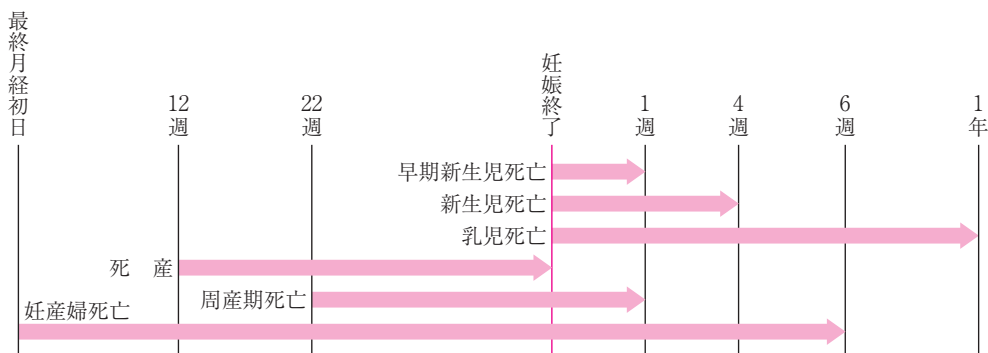 最終月経初日
12週
22週
妊娠終了
1週
4週
6週
1年
早期新生児死亡
新生児死亡
乳児死亡
死　産
周産期死亡
妊産婦死亡